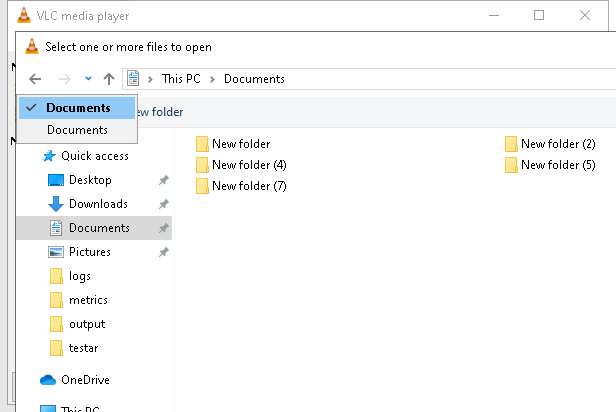 VLC media player
Select one or more files to open
This PC > Documents
Documents
Documents
ew folder
Quick access
Desktop
Downloads
Documents
Pictures
logs
metrics
output
testar
OneDrive
This PC
New folder
New folder (2)
New folder (4)
New folder (5)
New folder (7)